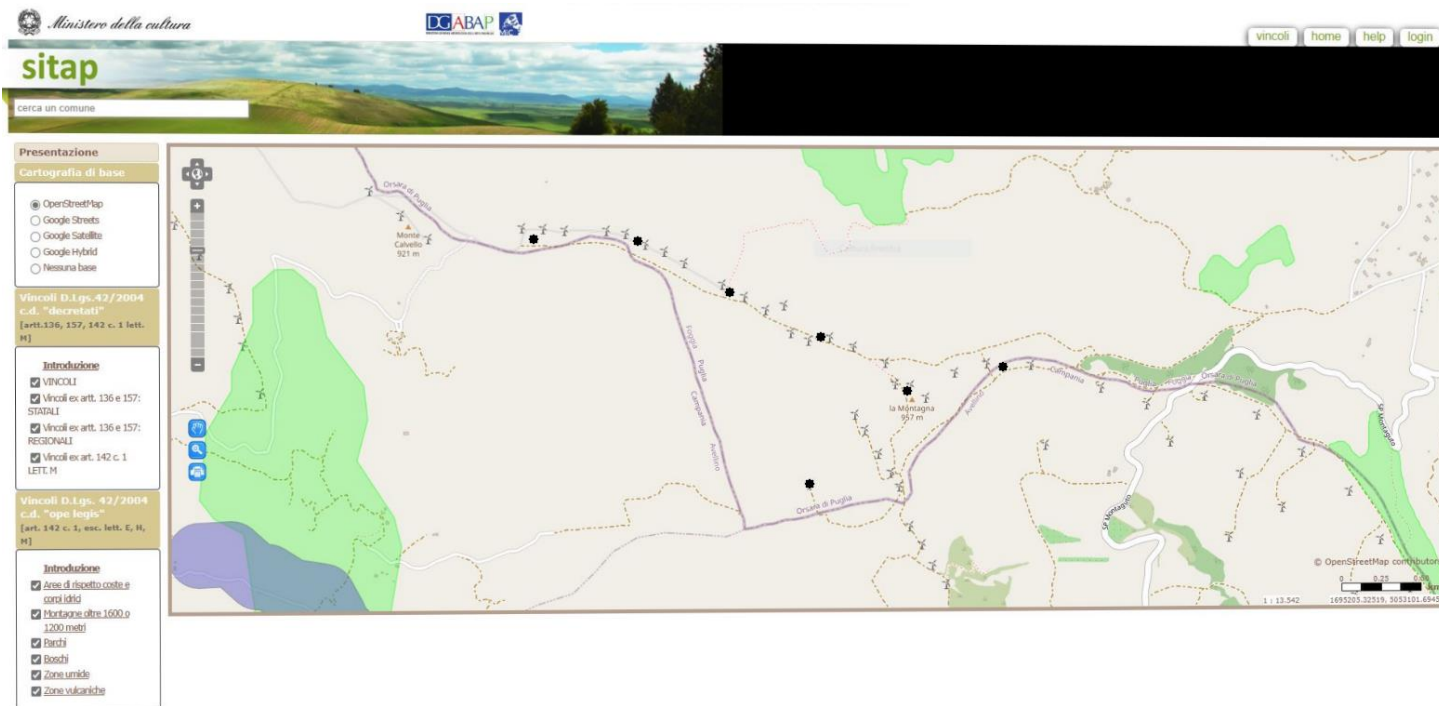 Ministero della cultura
DGABAP
vincoli home help login
sitap
cerca un comune
Presentazione
Cartografia di base
OpenStreetMap
Google Streets
Google Satellite
Google Hybrid
Nessuna base
Vincoli D.Lgs.42/2004
c.d. "decretati"
[artt.136, 157, 142 c. 1 lett.
M]
Introduzione
VINCOLI
Vincoli ex artt. 136 e 157:
STATALI
Vincoli ex artt. 136 e 157:
REGIONALI
Vincoli ex art. 142 c. 1
LETT. M
Vincoli D.Lgs. 42/2004
c.d. "ope legis"
[art. 142 c. 1, esc. lett. E, H,
M]
Introduzione
Aree di rispetto coste e
corpi idrici
Montagne oltre 1600 o
1200 metri
Parchi
Boschi
Zone umide
Zone vulcaniche
Orsara di Puglia
Monte
Calvello
921 m
Foggia Puglia
Campania Avellino
la Montagna
957 m
Avellino
Campania
Puglia Foggia Orsara di Puglia
Orsara di Puglia
SP Montaguto
SP Montaguto
© OpenStreetMap contributors
0 0.25
1 : 13.542
1695205.32519, 5053101.6945